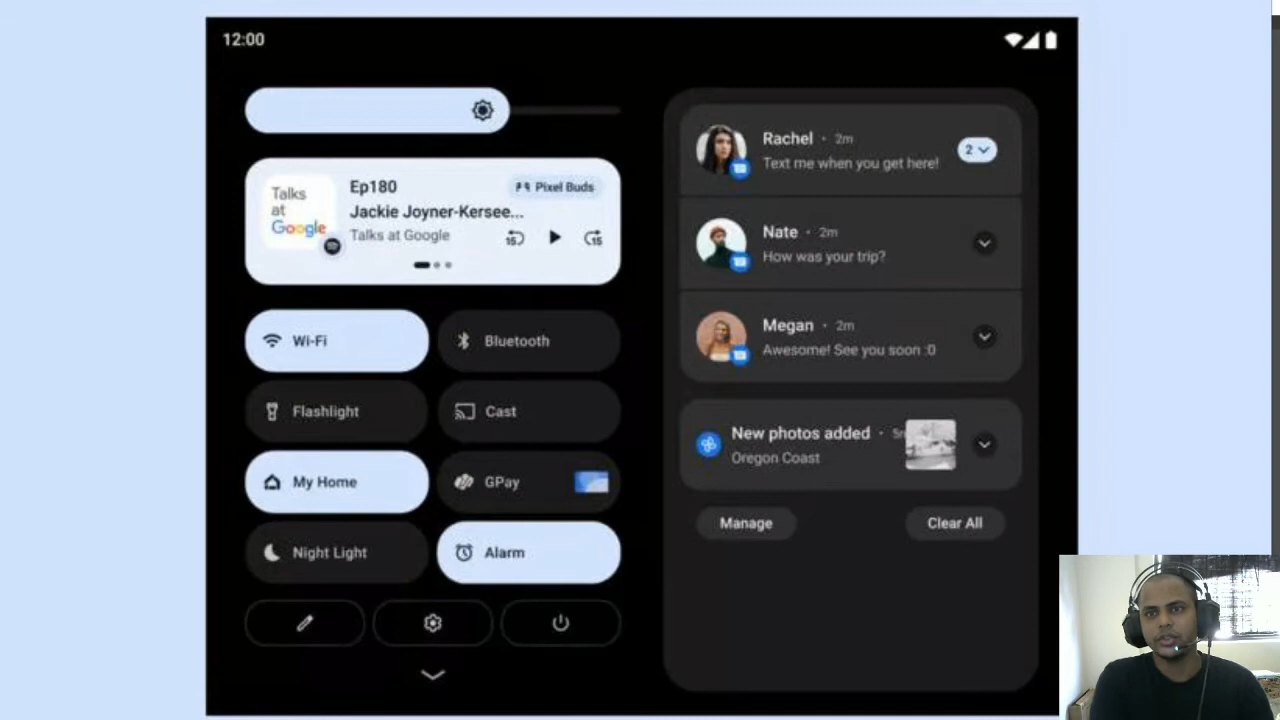 12:00
Talks
at
Google
Ep180
Pixel Buds
Jackie Joyner-Kersee...
Talks at Google
15
15
Wi-Fi
Bluetooth
Flashlight
Cast
My Home
GPay
Night Light
Alarm
Rachel · 2m
Text me when you get here!
2
Nate · 2m
How was your trip?
Megan · 2m
Awesome! See you soon :0
New photos added ·
Oregon Coast
Manage
Clear All